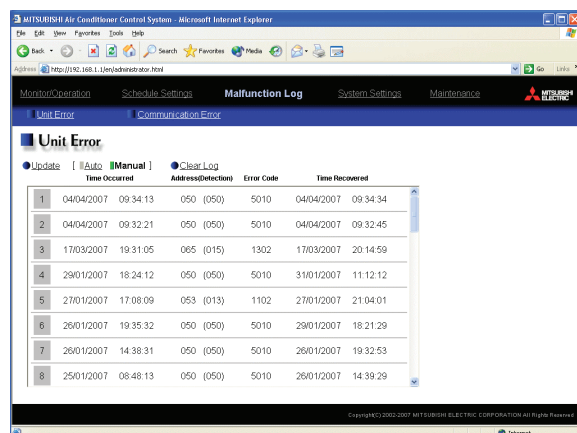 MITSUBISHI Air Conditioner Control System - Microsoft Internet Explorer
File Edit View Favorites Tools Help
Back Search Favorites Media
Address http://192.168.1.1/en/administrator.html Go Links
Monitor/Operation Schedule Settings Malfunction Log System Settings Maintenance MITSUBISHI ELECTRIC
Unit Error Communication Error
Unit Error
Update [ Auto Manual ] Clear Log
Time Occurred Address(Detection) Error Code Time Recovered
1 04/04/2007 09:34:13 050 (050) 5010 04/04/2007 09:34:34
2 04/04/2007 09:32:21 050 (050) 5010 04/04/2007 09:32:45
3 17/03/2007 19:31:05 065 (015) 1302 17/03/2007 20:14:59
4 29/01/2007 18:24:12 050 (050) 5010 31/01/2007 11:12:12
5 27/01/2007 17:08:09 053 (013) 1102 27/01/2007 21:04:01
6 26/01/2007 19:35:32 050 (050) 5010 29/01/2007 18:21:29
7 26/01/2007 14:38:31 050 (050) 5010 26/01/2007 19:32:53
8 25/01/2007 08:48:13 050 (050) 5010 26/01/2007 14:39:29
Copyright(C) 2002-2007 MITSUBISHI ELECTRIC CORPORATION All Rights Reserved
Internet